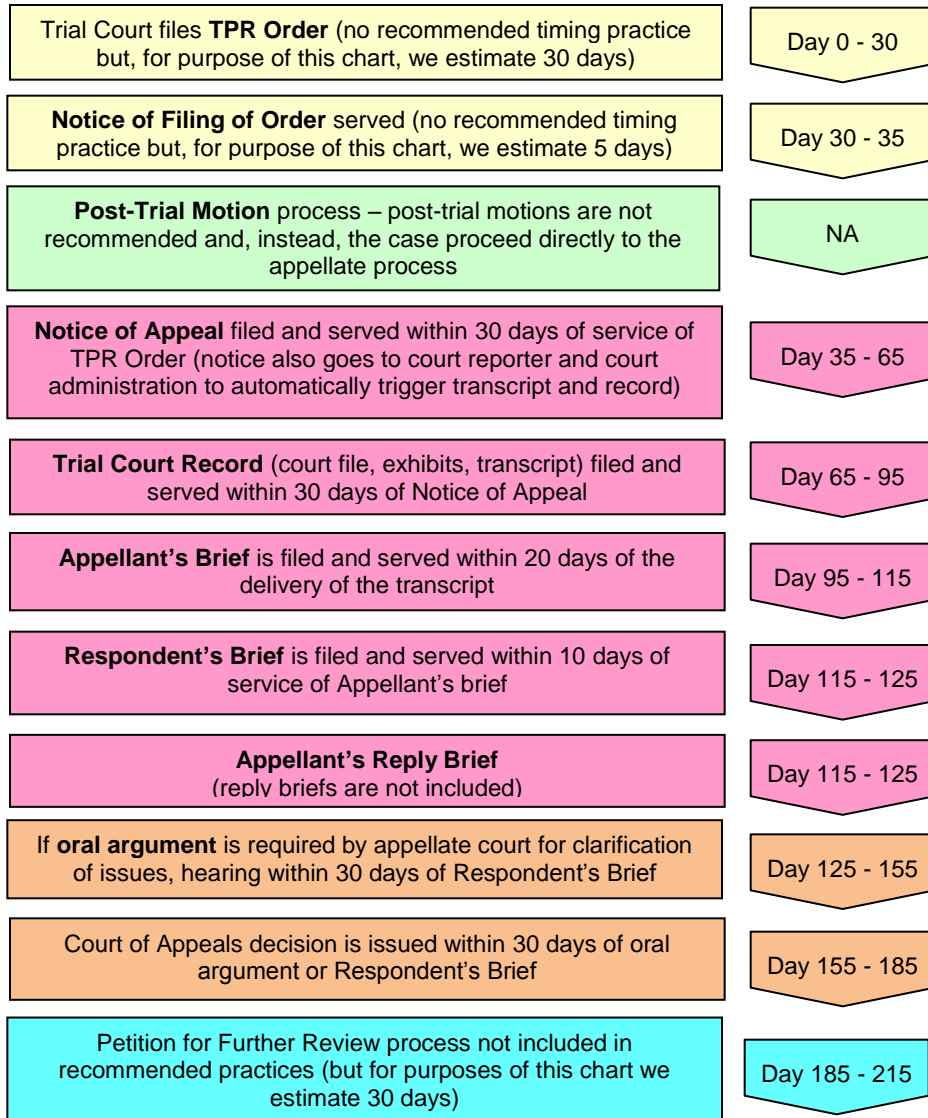 Trial Court files TPR Order (no recommended timing practice
but, for purpose of this chart, we estimate 30 days)
Day 0 - 30
Notice of Filing of Order served (no recommended timing
practice but, for purpose of this chart, we estimate 5 days)
Day 30 - 35
Post-Trial Motion process – post-trial motions are not
recommended and, instead, the case proceed directly to the
appellate process
NA
Notice of Appeal filed and served within 30 days of service of
TPR Order (notice also goes to court reporter and court
administration to automatically trigger transcript and record)
Day 35 - 65
Trial Court Record (court file, exhibits, transcript) filed and
served within 30 days of Notice of Appeal
Day 65 - 95
Appellant’s Brief is filed and served within 20 days of the
delivery of the transcript
Day 95 - 115
Respondent’s Brief is filed and served within 10 days of
service of Appellant’s brief
Day 115 - 125
Appellant’s Reply Brief
(reply briefs are not included)
Day 115 - 125
If oral argument is required by appellate court for clarification
of issues, hearing within 30 days of Respondent’s Brief
Day 125 - 155
Court of Appeals decision is issued within 30 days of oral
argument or Respondent’s Brief
Day 155 - 185
Petition for Further Review process not included in
recommended practices (but for purposes of this chart we
estimate 30 days)
Day 185 - 215